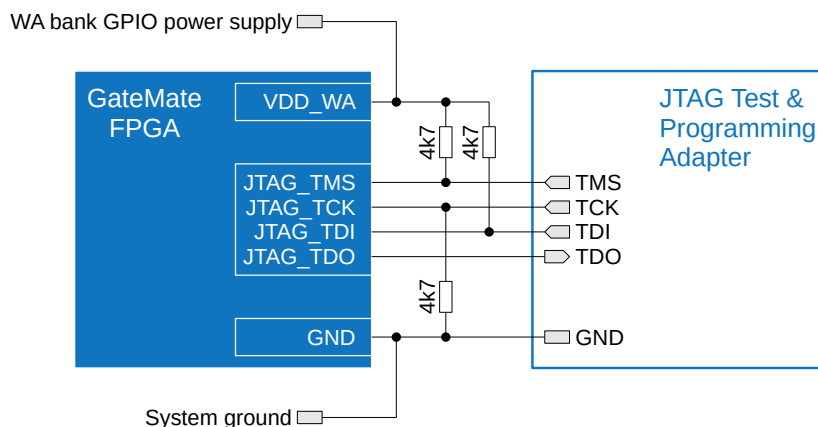 WA bank GPIO power supply
GateMate
FPGA
VDD_WA
JTAG Test &
Programming
Adapter
4k7
4k7
JTAG_TMS
TMS
JTAG_TCK
TCK
JTAG_TDI
TDI
JTAG_TDO
TDO
4k7
GND
GND
System ground